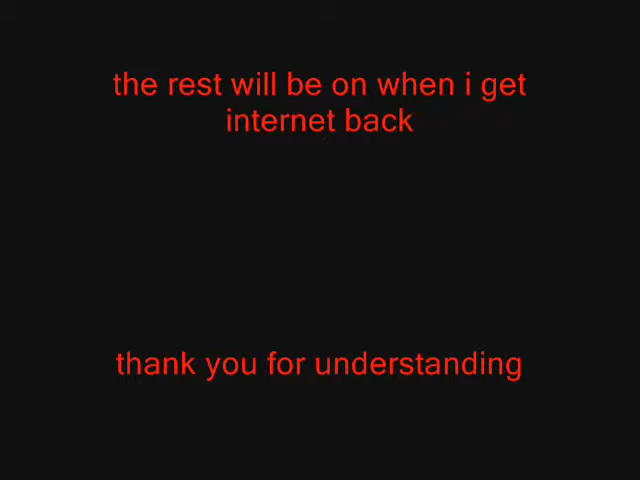 the rest will be on when i get
internet back
thank you for understanding